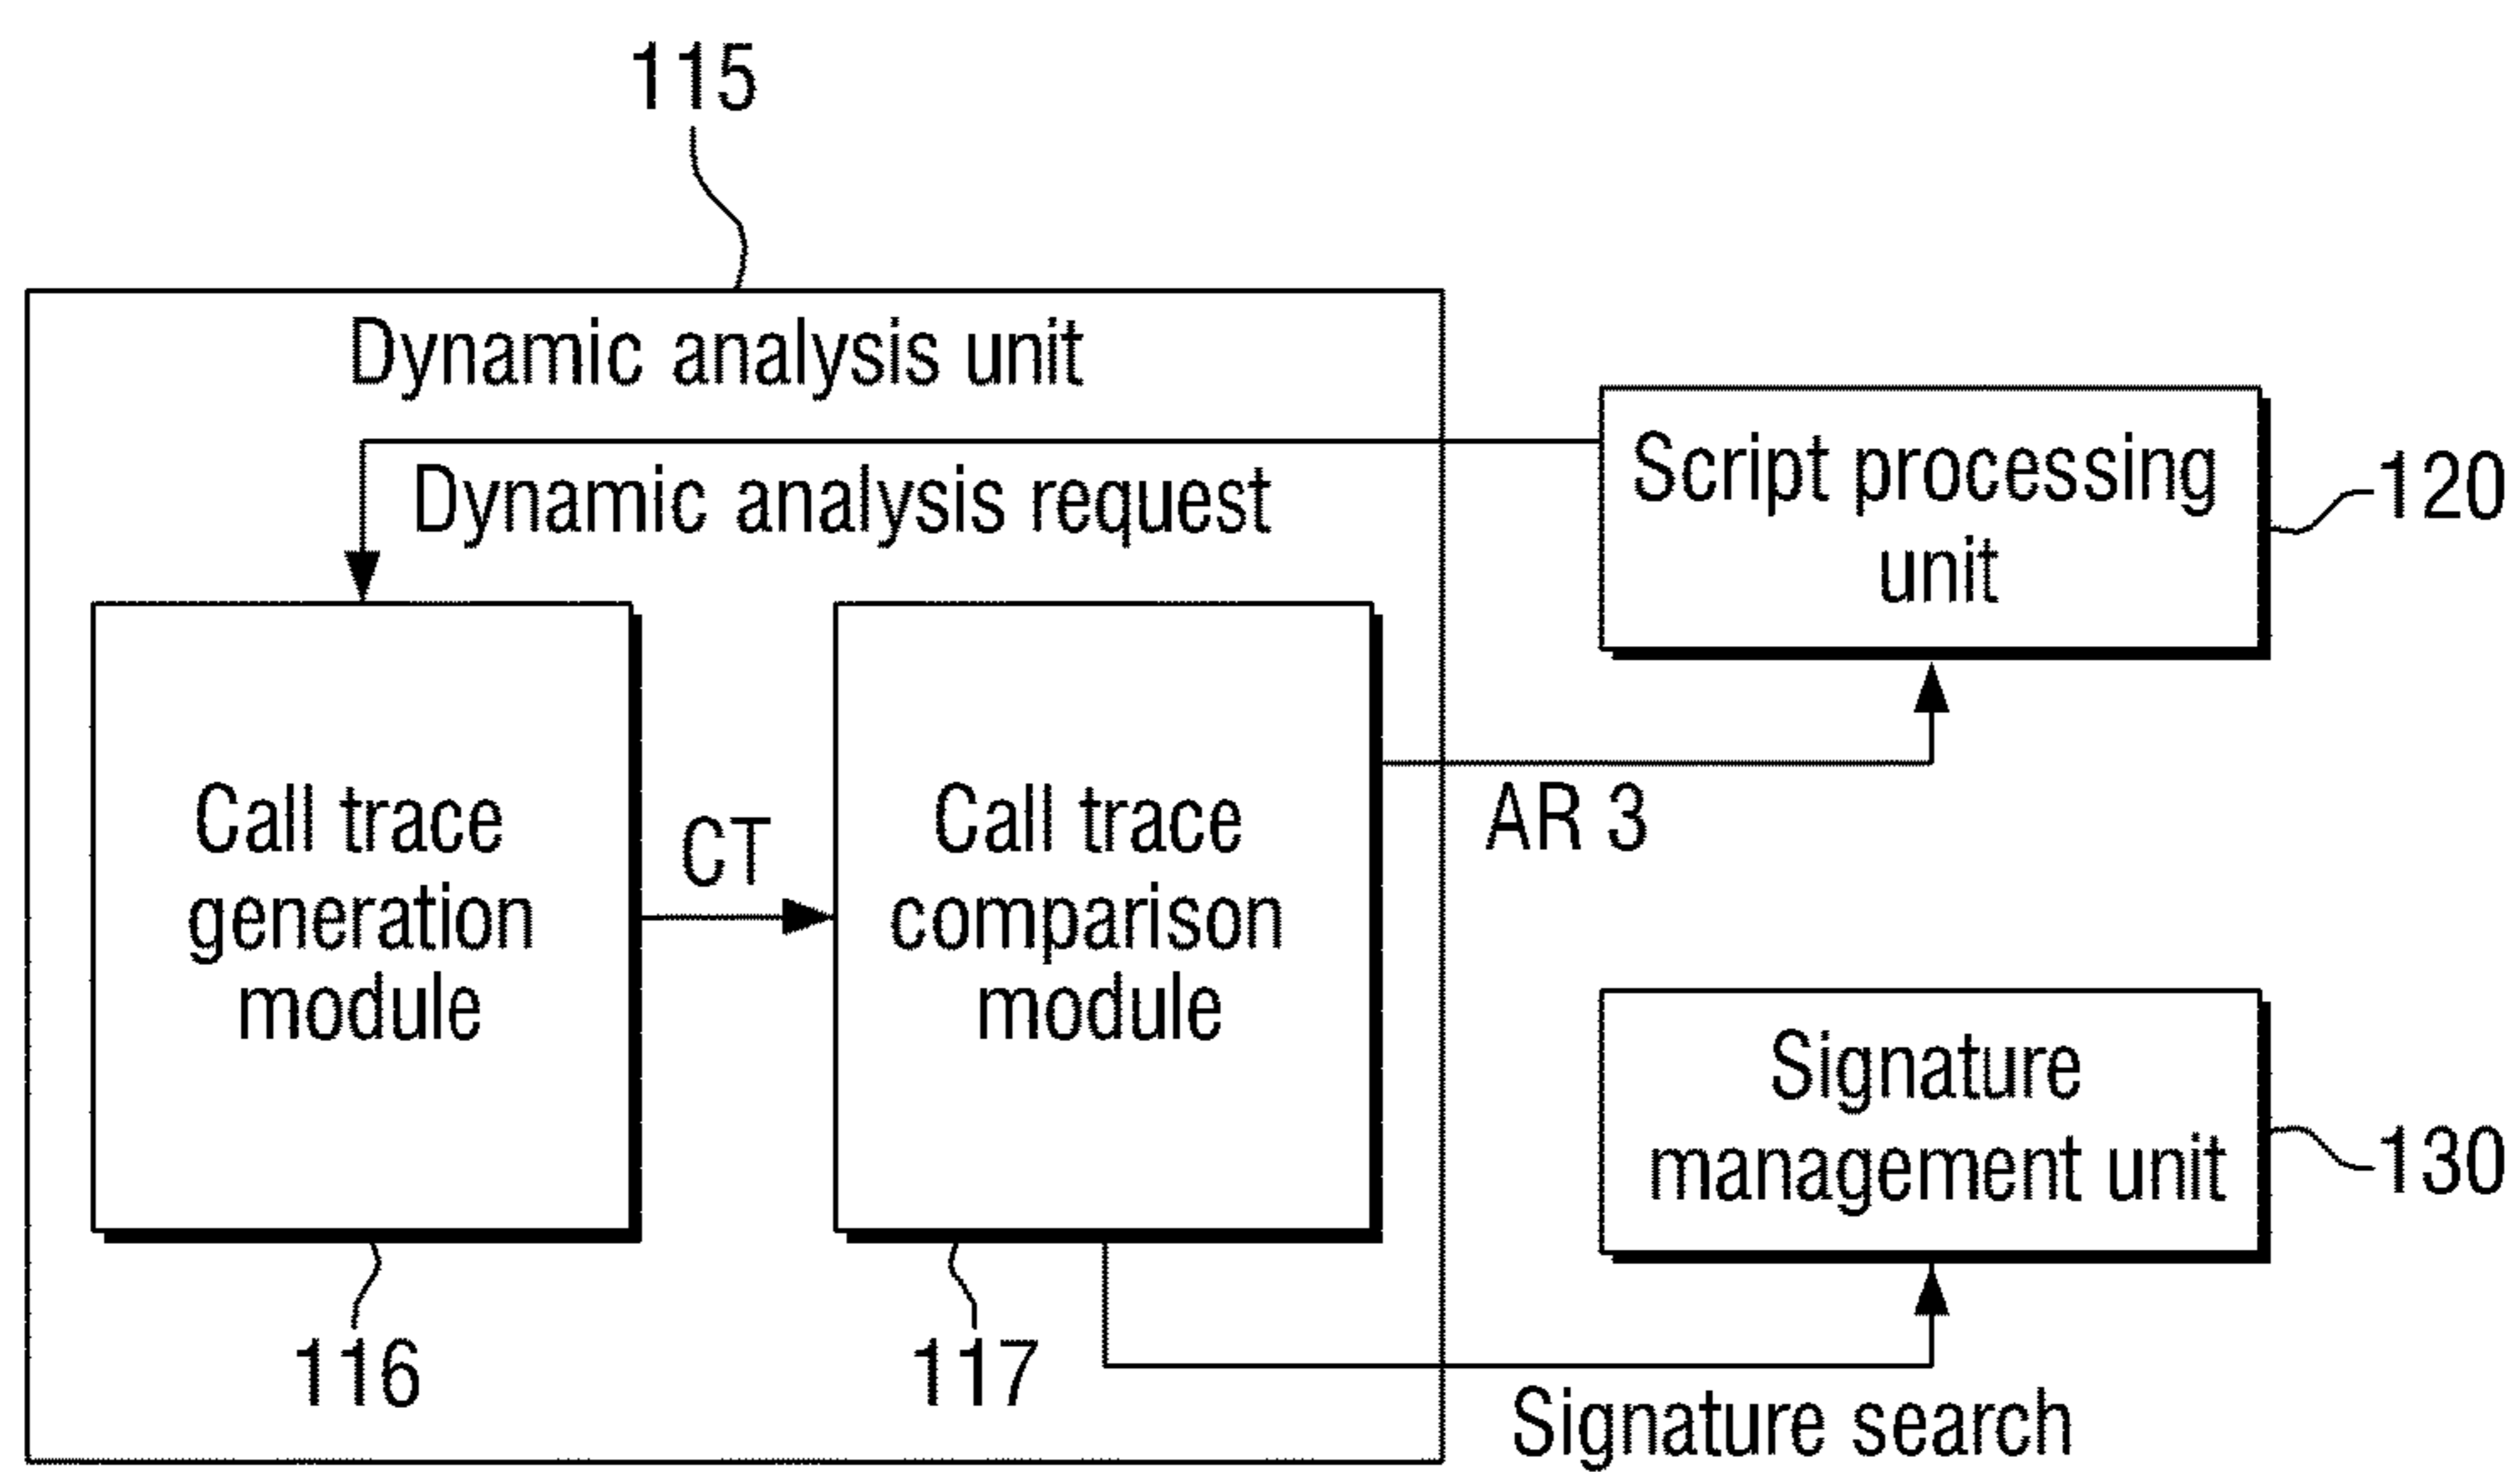 115
Dynamic analysis unit
Dynamic analysis request
Script processing
unit
120
Call trace
generation
module
CT
Call trace
comparison
module
AR 3
Signature
management unit
130
116
117
Signature search